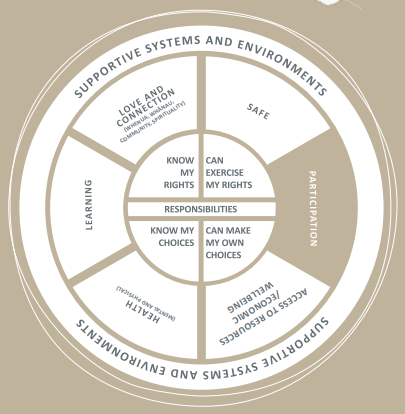 SUPPORTIVE SYSTEMS AND ENVIRONMENTS
LOVE AND
CONNECTION
(WHENUA, WHĀNAU,
COMMUNITY, SPIRITUALITY)
SAFE
LEARNING
PARTICIPATION
KNOW
MY
RIGHTS
CAN
EXERCISE
MY RIGHTS
RESPONSIBILITIES
KNOW MY
CHOICES
CAN MAKE
MY OWN
CHOICES
HEALTH
(MENTAL AND PHYSICAL)
ACCESS TO RESOURCES
/ECONOMIC
WELLBEING
SUPPORTIVE SYSTEMS AND ENVIRONMENTS